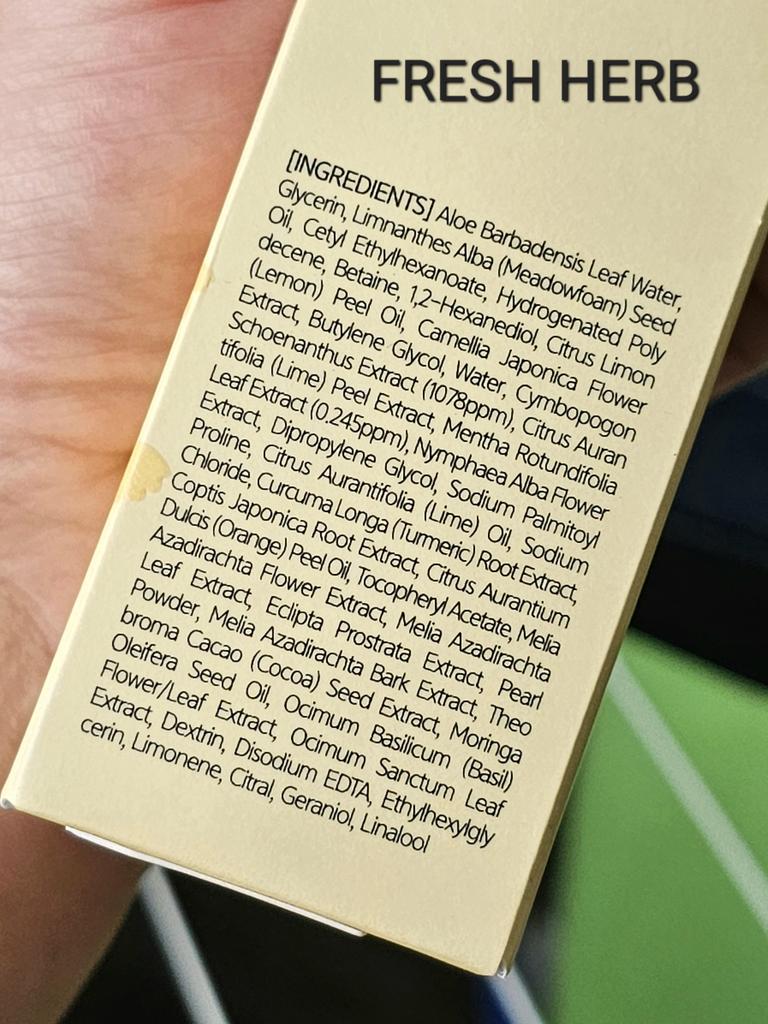 FRESH HERB
[INGREDIENTS] Aloe Barbadensis Leaf Water,
Glycerin, Limnanthes Alba (Meadowfoam) Seed
Oil, Cetyl Ethylhexanoate, Hydrogenated Poly
decene, Betaine, 1,2-Hexanediol, Citrus Limon
(Lemon) Peel Oil, Camellia Japonica Flower
Extract, Butylene Glycol, Water, Cymbopogon
Schoenanthus Extract (1078ppm), Citrus Auran
tifolia (Lime) Peel Extract, Mentha Rotundifolia
Leaf Extract (0.245ppm), Nymphaea Alba Flower
Extract, Dipropylene Glycol, Sodium Palmitoyl
Proline, Citrus Aurantifolia (Lime) Oil, Sodium
Chloride, Curcuma Longa (Turmeric) Root Extract,
Coptis Japonica Root Extract, Citrus Aurantium
Dulcis (Orange) Peel Oil, Tocopheryl Acetate, Melia
Azadirachta Flower Extract, Melia Azadirachta
Leaf Extract, Eclipta Prostrata Extract, Pearl
Powder, Melia Azadirachta Bark Extract, Theo
broma Cacao (Cocoa) Seed Extract, Moringa
Oleifera Seed Oil, Ocimum Basilicum (Basil)
Flower/Leaf Extract, Ocimum Sanctum Leaf
Extract, Dextrin, Disodium EDTA, Ethylhexylgly
cerin, Limonene, Citral, Geraniol, Linalool